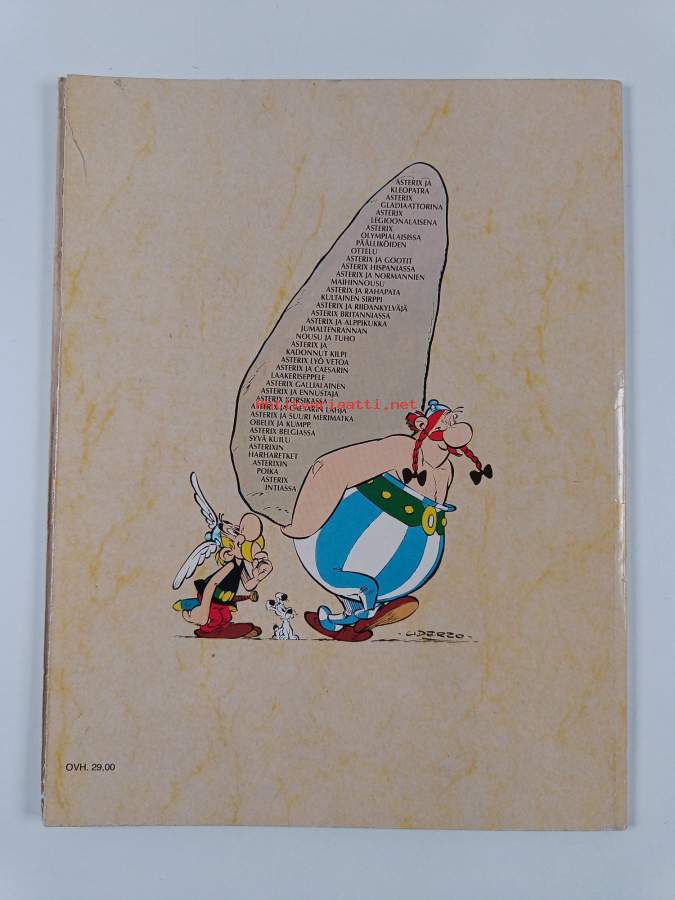 ASTERIX JA
KLEOPATRA
ASTERIX
GLADIAATTORINA
ASTERIX
LEGIOONALAISENA
ASTERIX
OLYMPIALAISISSA
PÄÄLLIKÖIDEN
OTTELU
ASTERIX JA GOOTIT
ASTERIX HISPANIASSA
ASTERIX JA NORMANNIEN
MAIHINNOUSU
ASTERIX JA RAHAPATA
KULTAINEN SIRPPI
ASTERIX JA RIIDANKYLVÄJÄ
ASTERIX BRITANNIASSA
ASTERIX JA ALPPIKUKKA
JUMALTENRANNAN
NOUSU JA TUHO
ASTERIX JA
KADONNUT KILPI
ASTERIX LYÖ VETOA
ASTERIX JA CAESARIN
LAAKERISEPPELE
ASTERIX GALLIALAINEN
ASTERIX JA ENNUSTAJA
ASTERIX KORSIKASSA
ASTERIX JA CAESARIN LAHJA
ASTERIX JA SUURI MERIMATKA
OBELIX JA KUMPP.
ASTERIX BELGIASSA
SYVÄ KUILU
ASTERIXIN
HARHARETKET
ASTERIXIN
POIKA
ASTERIX
INTIASSA
-UDERZO-
OVH. 29,00